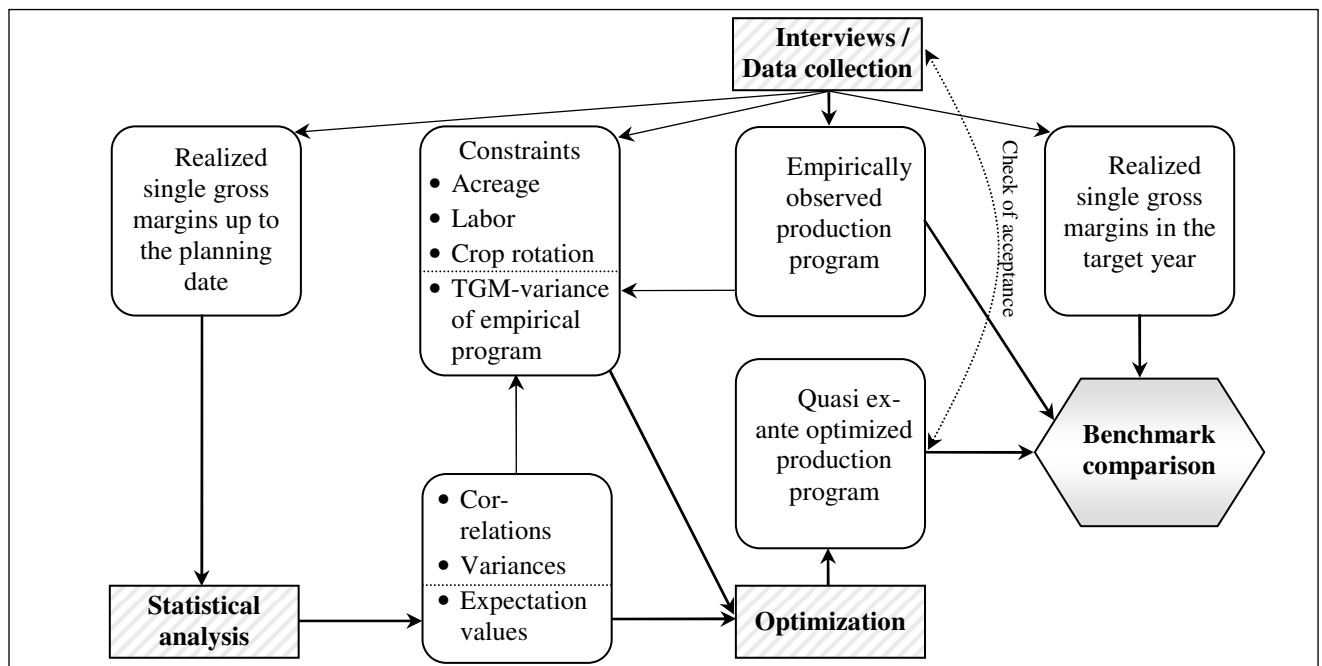 Interviews /
Data collection
Realized
single gross
margins up to
the planning
date
Constraints
• Acreage
• Labor
• Crop rotation
• TGM-variance
of empirical
program
Empirically
observed
production
program
Check of acceptance
Realized
single gross
margins in the
target year
Quasi ex-
ante optimized
production
program
Benchmark
comparison
• Cor-
relations
• Variances
• Expectation
values
Statistical
analysis
Optimization